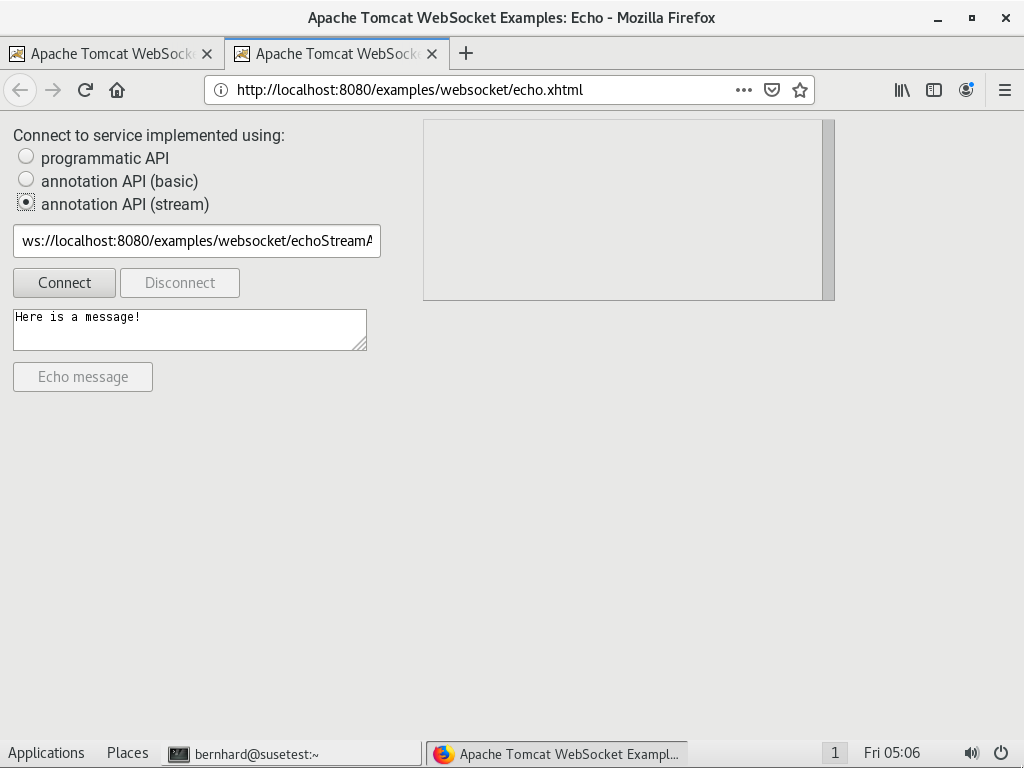 Apache Tomcat WebSocket Examples: Echo - Mozilla Firefox
Apache Tomcat WebSocke
Apache Tomcat WebSocke
http://localhost:8080/examples/websocket/echo.xhtml
Connect to service implemented using:
programmatic API
annotation API (basic)
annotation API (stream)
ws://localhost:8080/examples/websocket/echoStreamA
Connect Disconnect
Here is a message!
Echo message
Applications Places bernhard@susetest:~ Apache Tomcat WebSocket Exampl... 1 Fri 05:06